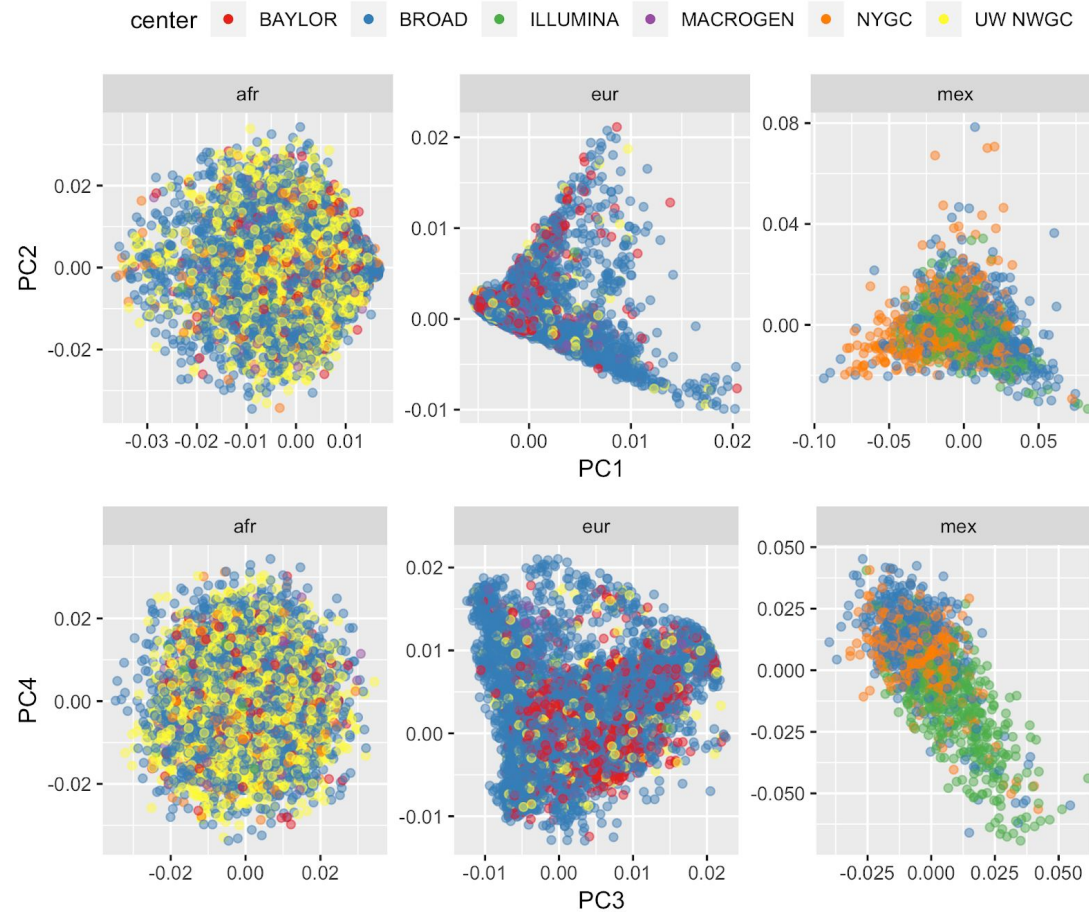 center BAYLOR BROAD ILLUMINA MACROGEN NYGC UW NWGC
afr eur mex
PC2
0.02
0.00
-0.02
-0.03 -0.02 -0.01 0.00 0.01
0.02
0.01
0.00
-0.01
0.00 0.01 0.02
0.08
0.04
0.00
-0.10 -0.05 0.00 0.05
PC1
afr eur mex
PC4
0.02
0.00
-0.02
-0.02 0.00 0.02
0.02
0.01
0.00
-0.01
-0.01 0.00 0.01 0.02
0.050
0.025
0.000
-0.025
-0.050
-0.025 0.000 0.025 0.050
PC3